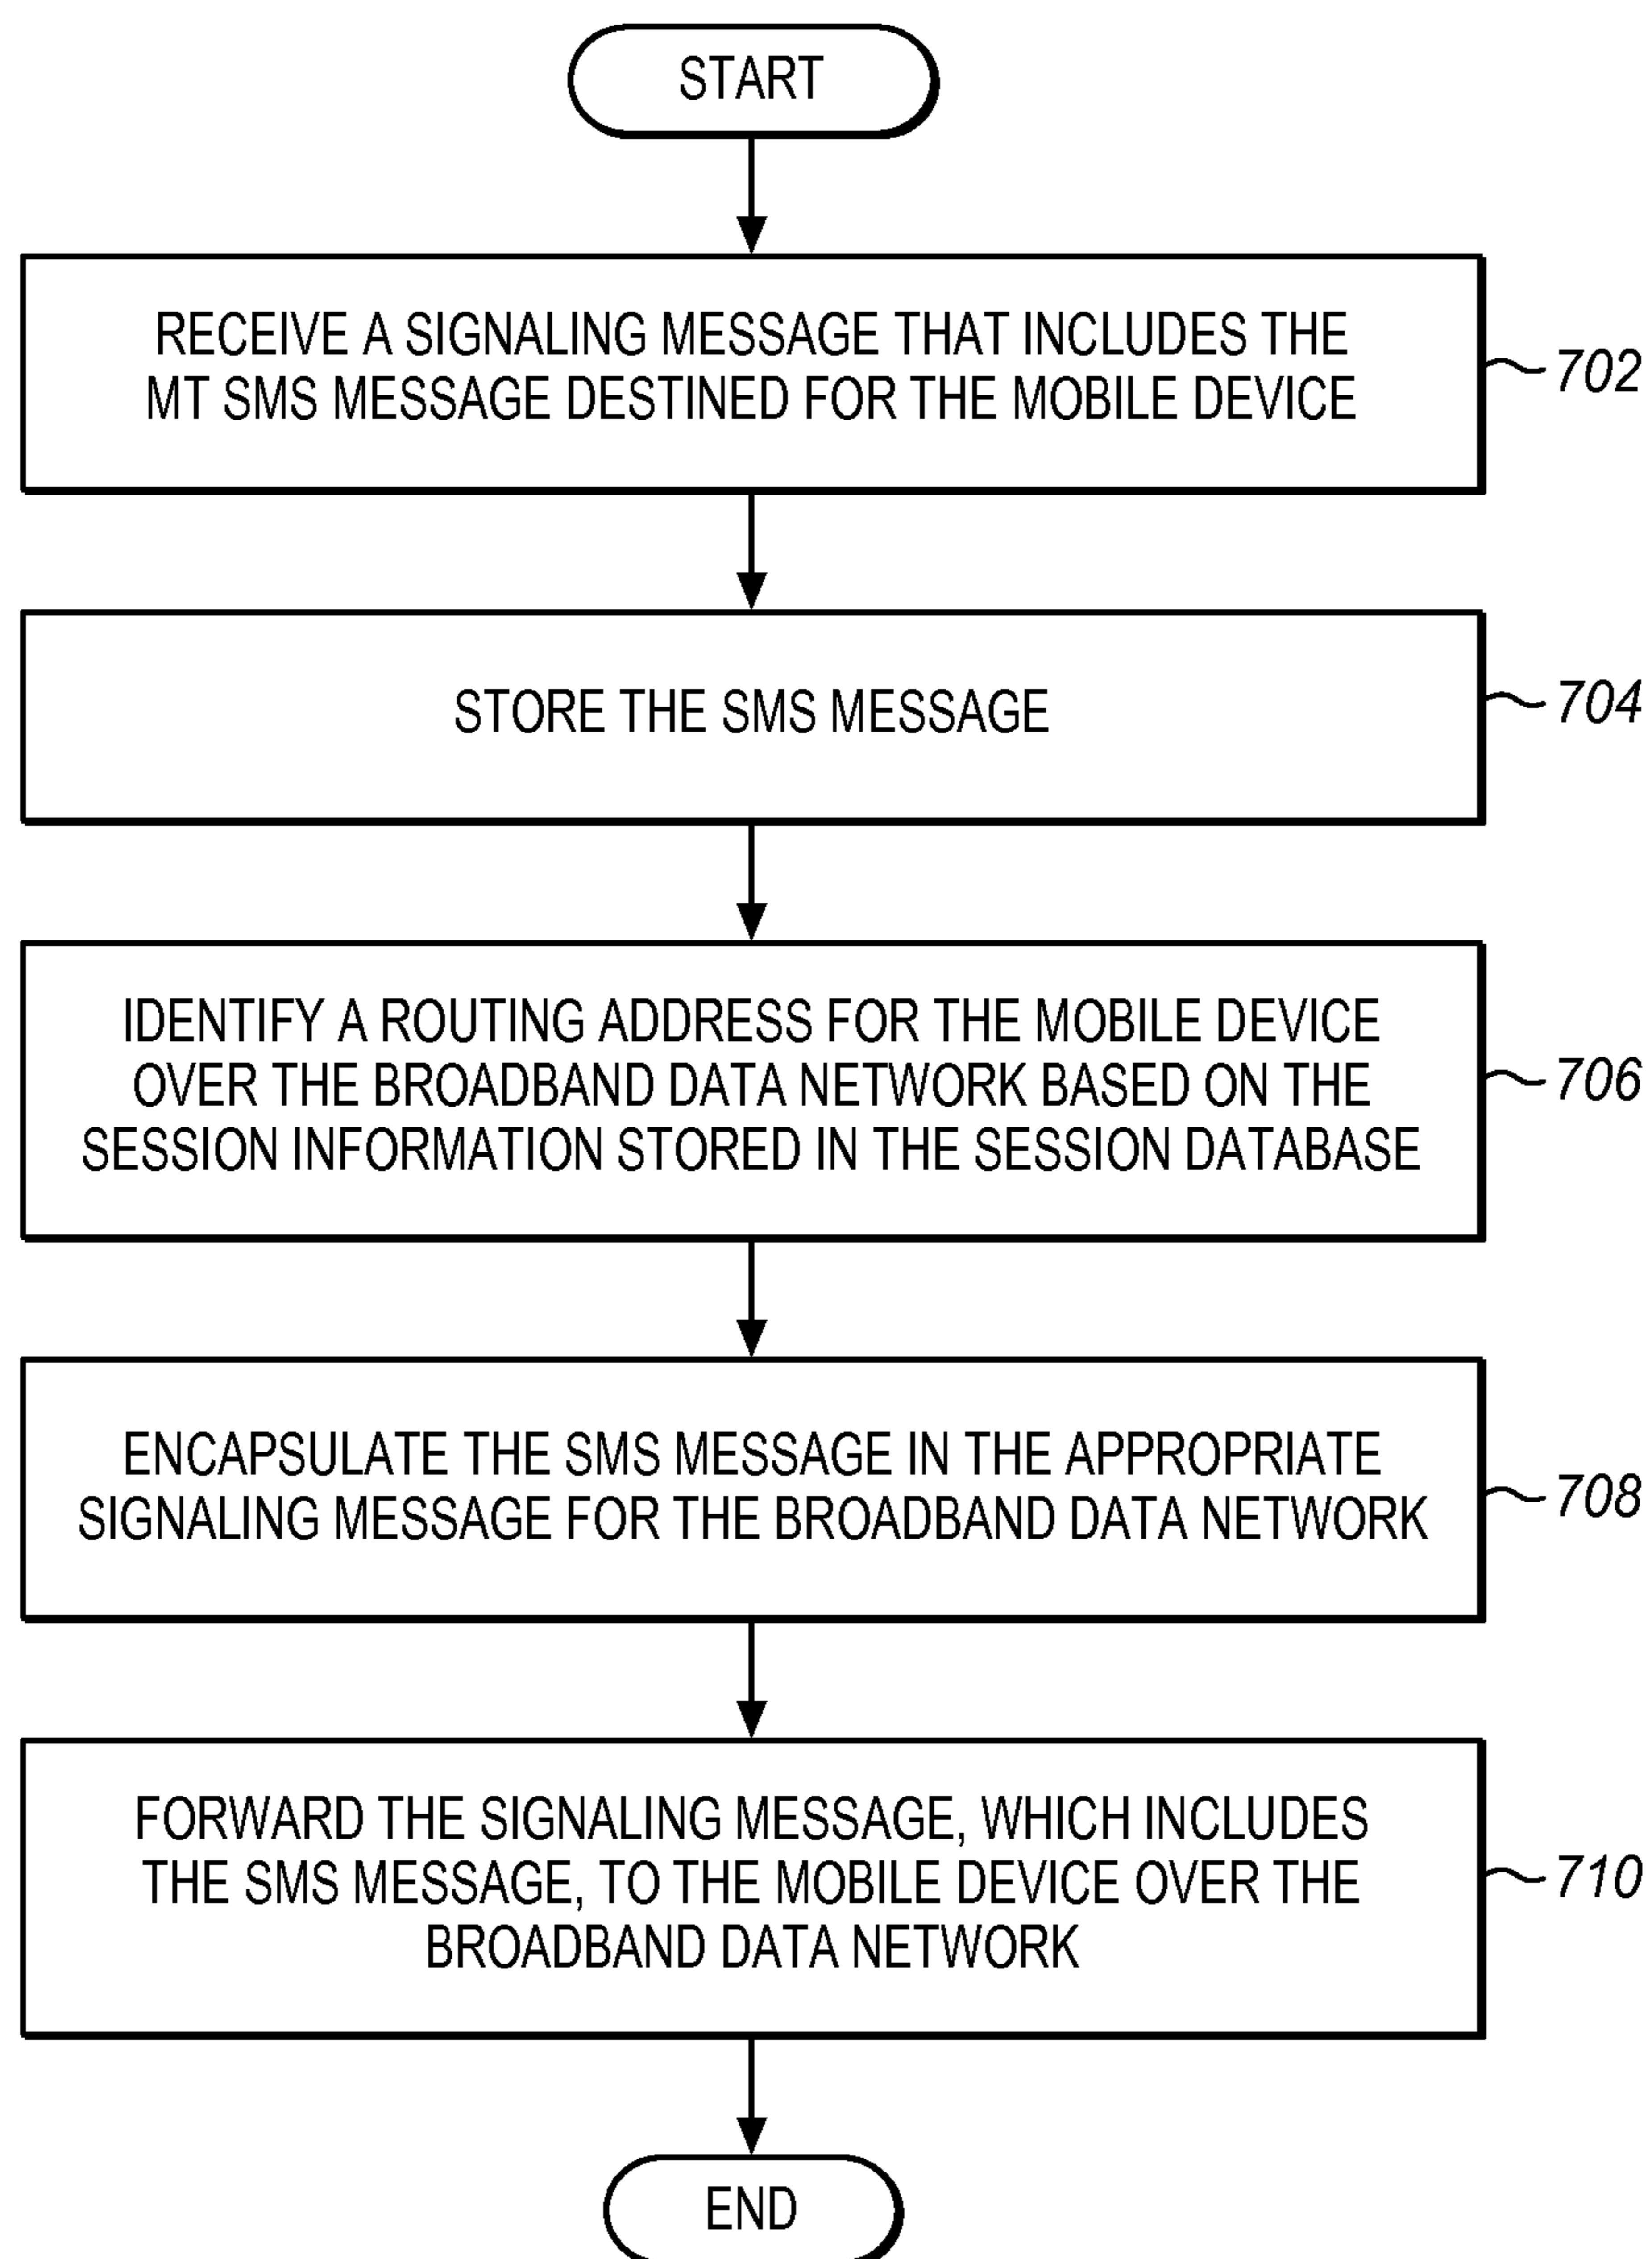 START
RECEIVE A SIGNALING MESSAGE THAT INCLUDES THE
MT SMS MESSAGE DESTINED FOR THE MOBILE DEVICE
702
STORE THE SMS MESSAGE
704
IDENTIFY A ROUTING ADDRESS FOR THE MOBILE DEVICE
OVER THE BROADBAND DATA NETWORK BASED ON THE
SESSION INFORMATION STORED IN THE SESSION DATABASE
706
ENCAPSULATE THE SMS MESSAGE IN THE APPROPRIATE
SIGNALING MESSAGE FOR THE BROADBAND DATA NETWORK
708
FORWARD THE SIGNALING MESSAGE, WHICH INCLUDES
THE SMS MESSAGE, TO THE MOBILE DEVICE OVER THE
BROADBAND DATA NETWORK
710
END